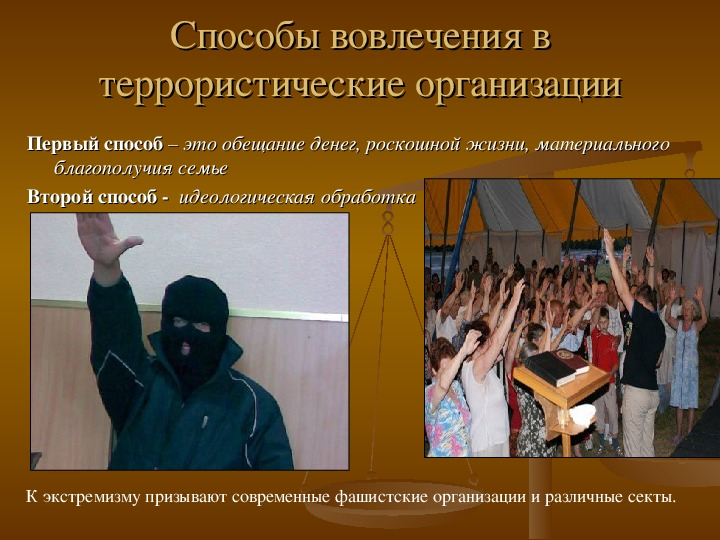 Способы вовлечения в
террористические организации
Первый способ – это обещание денег, роскошной жизни, материального
благополучия семье
Второй способ - идеологическая обработка
К экстремизму призывают современные фашистские организации и различные секты.